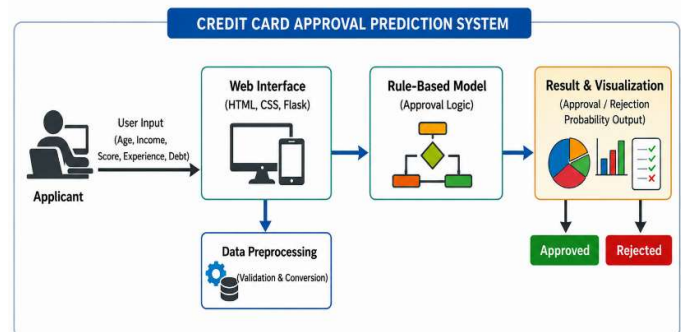 CREDIT CARD APPROVAL PREDICTION SYSTEM
Applicant
User Input
(Age, Income,
Score, Experience, Debt)
Web Interface
(HTML, CSS, Flask)
Data Preprocessing
(Validation & Conversion)
Rule-Based Model
(Approval Logic)
Result & Visualization
(Approval / Rejection
Probability Output)
Approved
Rejected